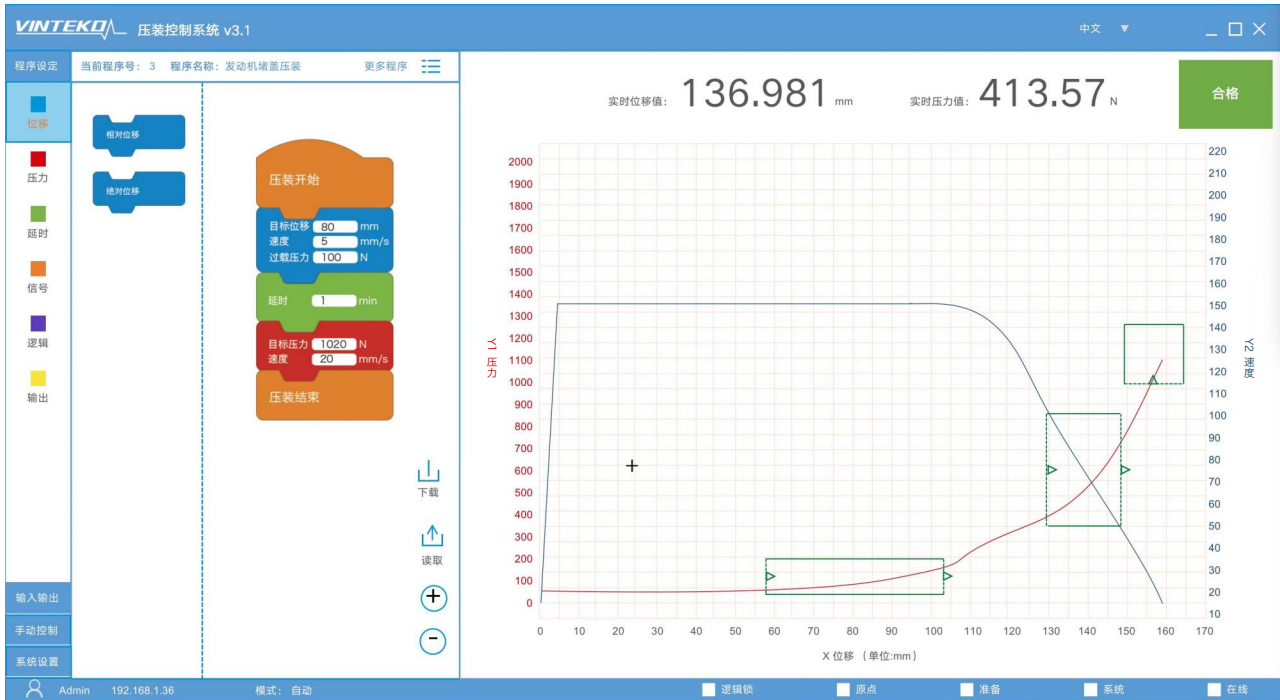 VINTEKO 压装控制系统 v3.1 中文
程序设定 当前程序号: 3 程序名称: 发动机堵盖压装 更多程序
位移
压力
延时
信号
逻辑
输出
输入输出
手动控制
系统设置
相对位移
绝对位移
压装开始
目标位移 80 mm
速度 5 mm/s
过载压力 100 N
延时 1 min
目标压力 1020 N
速度 20 mm/s
压装结束
下载
读取
实时位移值: 136.981 mm 实时压力值: 413.57 N 合格
2000
1900
1800
1700
1600
1500
1400
1300
1200
1100
1000
900
800
700
600
500
400
300
200
100
0
Y1 压力
220
210
200
190
180
170
160
150
140
130
120
110
100
90
80
70
60
50
40
30
20
10
Y2 速度
0 10 20 30 40 50 60 70 80 90 100 110 120 130 140 150 160 170
X 位移 (单位:mm)
Admin 192.168.1.36 模式: 自动 逻辑锁 原点 准备 系统 在线